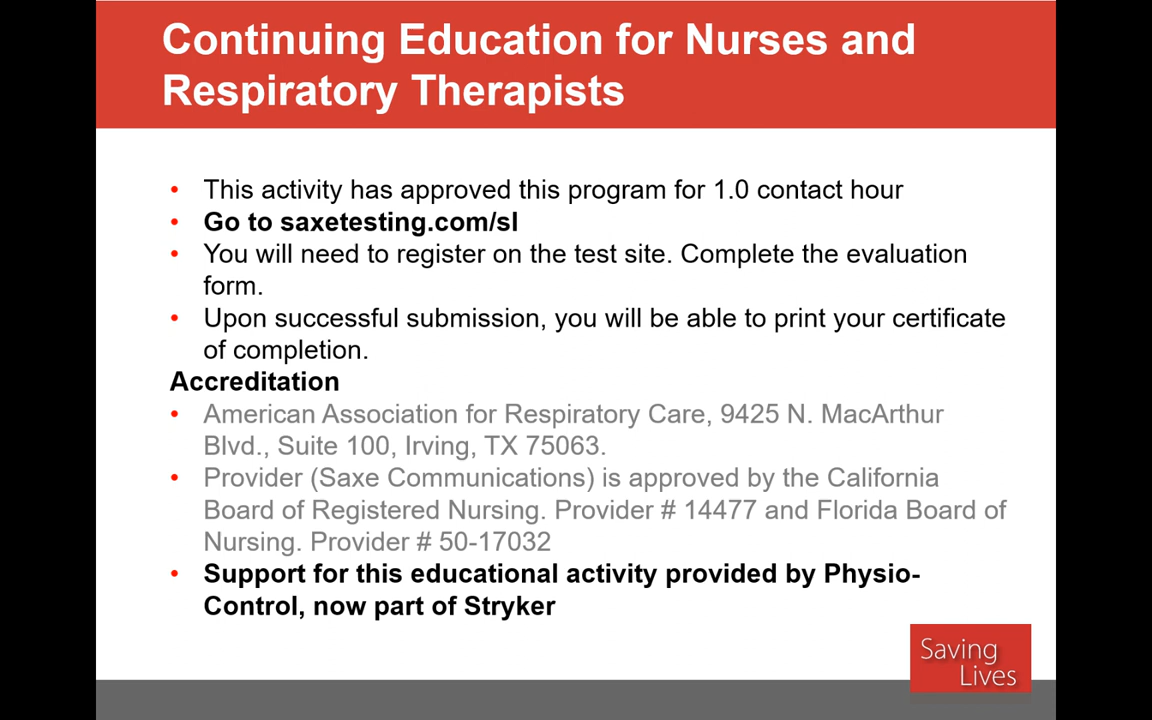 Continuing Education for Nurses and
Respiratory Therapists
• This activity has approved this program for 1.0 contact hour
• Go to saxetesting.com/sl
• You will need to register on the test site. Complete the evaluation
form.
• Upon successful submission, you will be able to print your certificate
of completion.
Accreditation
• American Association for Respiratory Care, 9425 N. MacArthur
Blvd., Suite 100, Irving, TX 75063.
• Provider (Saxe Communications) is approved by the California
Board of Registered Nursing. Provider # 14477 and Florida Board of
Nursing. Provider # 50-17032
• Support for this educational activity provided by Physio-
Control, now part of Stryker
Saving
Lives